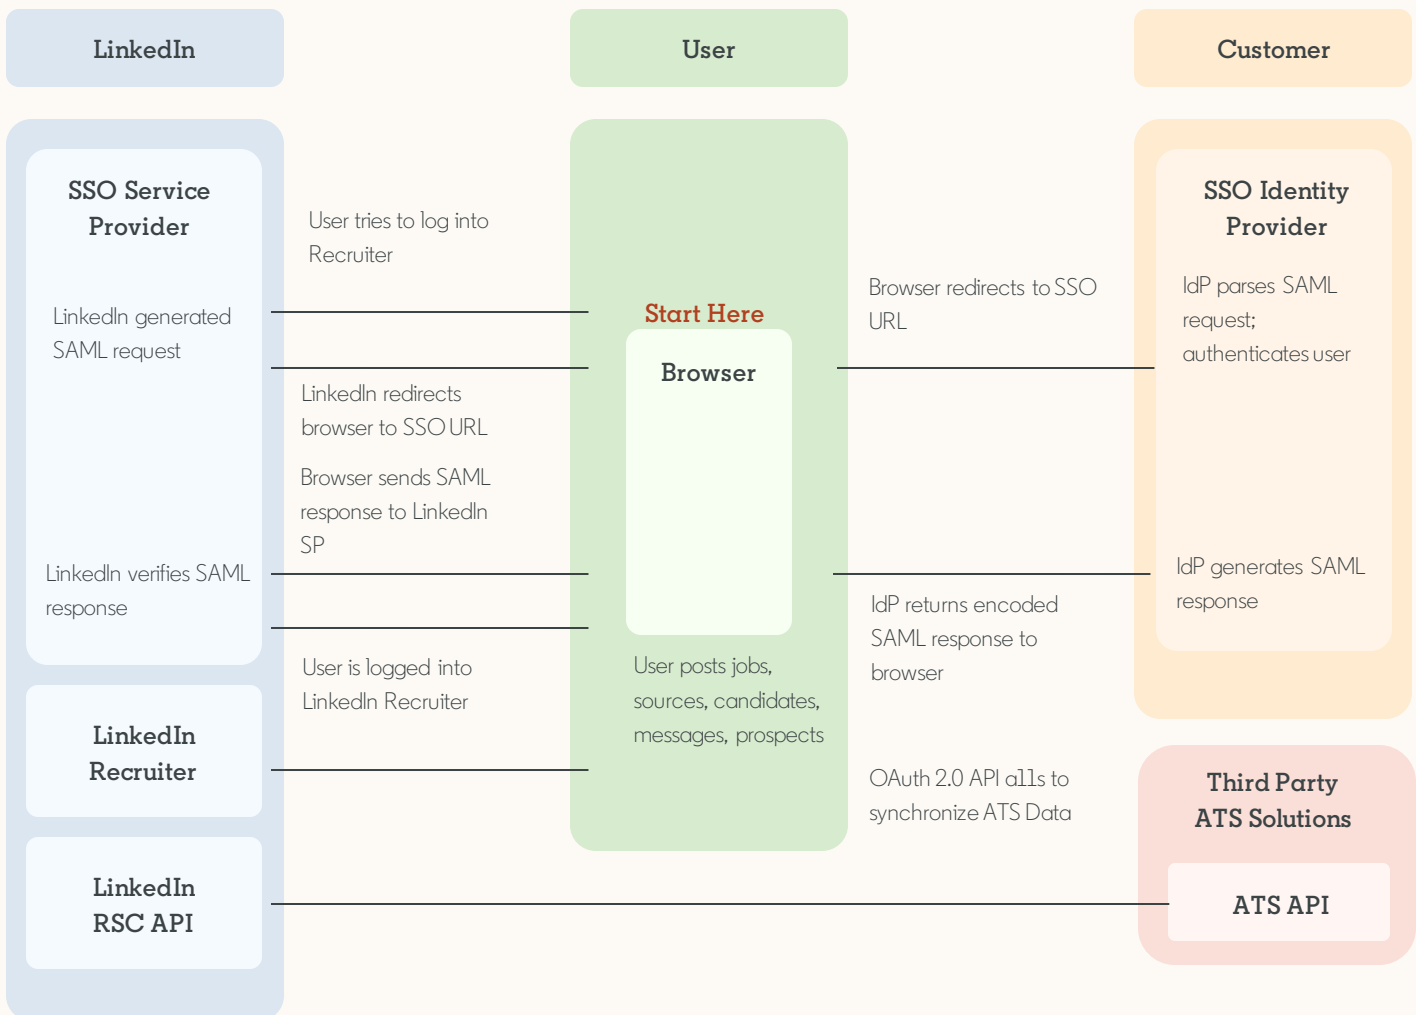 LinkedIn
User
Customer
SSO Service
Provider
LinkedIn generated
SAML request
LinkedIn verifies SAML
response
LinkedIn
Recruiter
LinkedIn
RSC API
User tries to log into
Recruiter
LinkedIn redirects
browser to SSO URL
Browser sends SAML
response to LinkedIn
SP
User is logged into
LinkedIn Recruiter
Start Here
Browser
User posts jobs,
sources, candidates,
messages, prospects
Browser redirects to SSO
URL
IdP returns encoded
SAML response to
browser
OAuth 2.0 API alls to
synchronize ATS Data
SSO Identity
Provider
IdP parses SAML
request;
authenticates user
IdP generates SAML
response
Third Party
ATS Solutions
ATS API